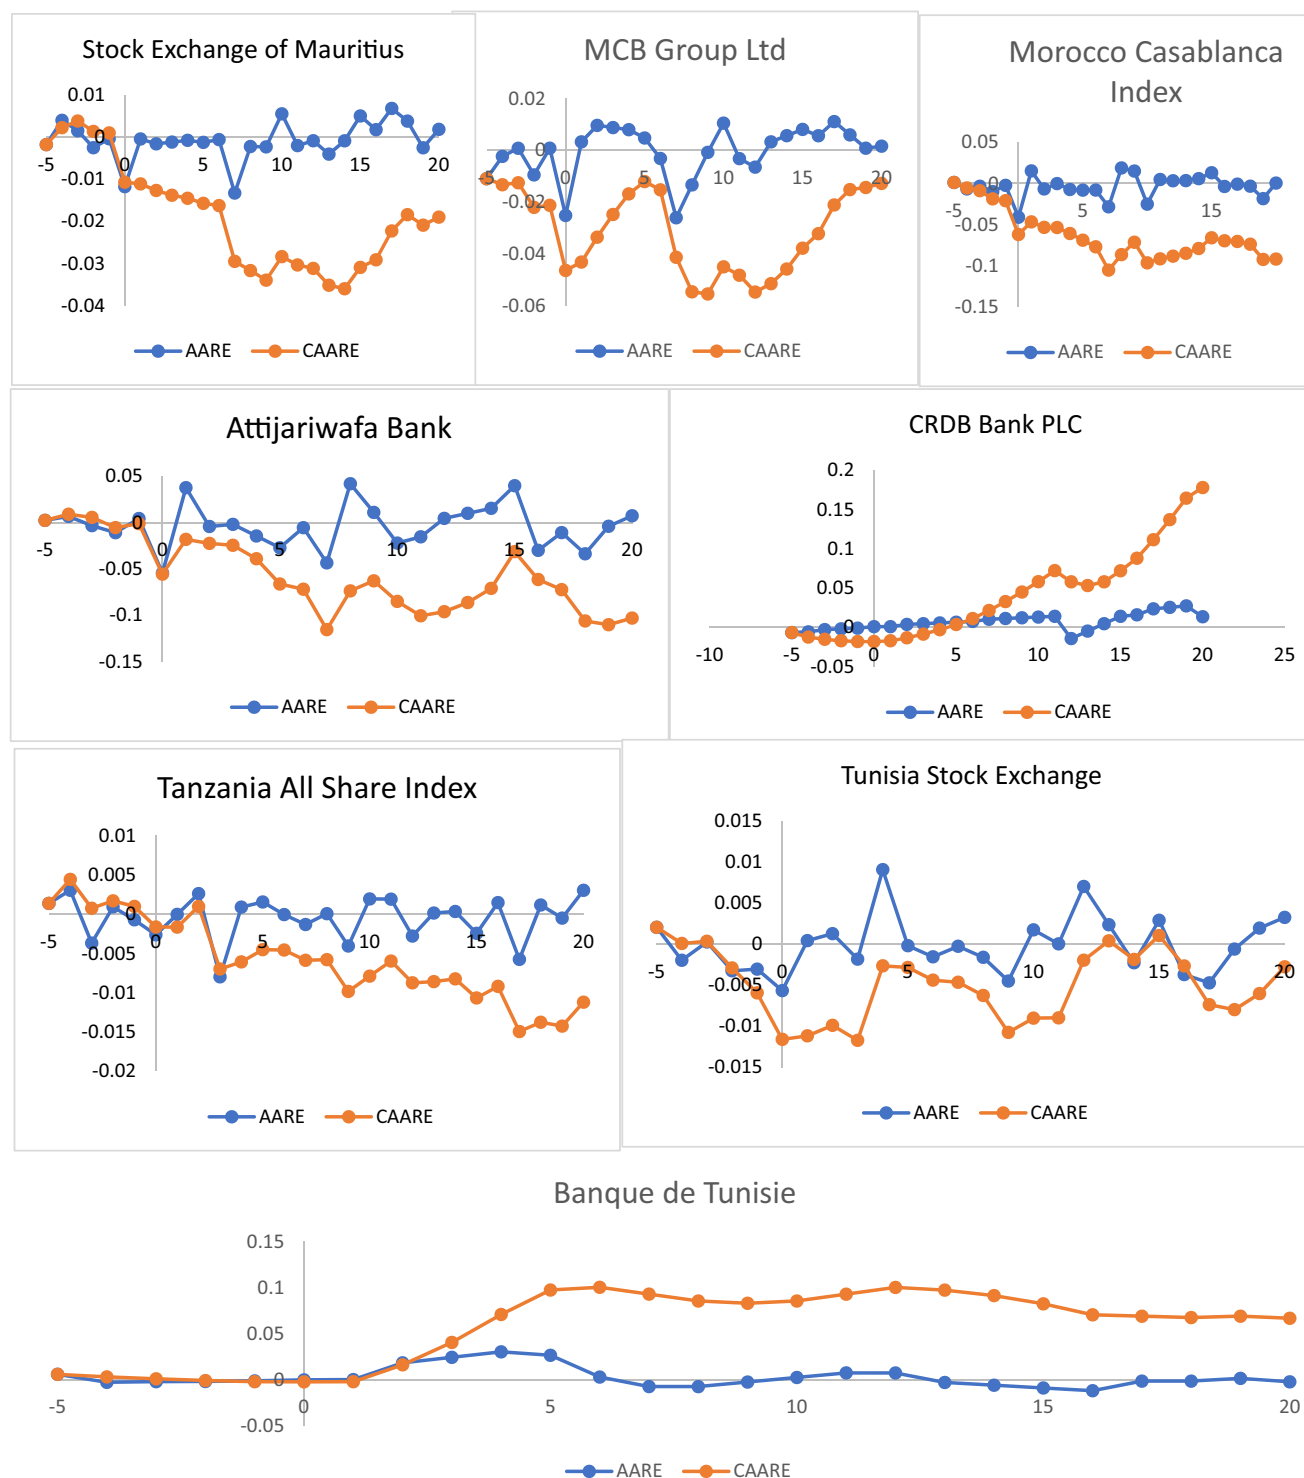 Stock Exchange of Mauritius
0.01
0
-0.01
-0.02
-0.03
-0.04
-5 0 5 10 15 20
AARE CAARE
MCB Group Ltd
0.02
0
-0.02
-0.04
-0.06
-5 0 5 10 15 20
AARE CAARE
Morocco Casablanca
Index
0.05
0
-0.05
-0.1
-0.15
-5 5 15
AARE CAARE
Attijariwafa Bank
0.05
0
-0.05
-0.1
-0.15
-5 0 5 10 15 20
AARE CAARE
CRDB Bank PLC
0.2
0.15
0.1
0.05
0
-0.05
-10 -5 0 5 10 15 20 25
AARE CAARE
Tanzania All Share Index
0.01
0.005
0
-0.005
-0.01
-0.015
-0.02
-5 0 5 10 15 20
AARE CAARE
Tunisia Stock Exchange
0.015
0.01
0.005
0
-0.005
-0.01
-0.015
-5 0 5 10 15 20
AARE CAARE
Banque de Tunisie
0.15
0.1
0.05
0
-0.05
-5 0 5 10 15 20
AARE CAARE